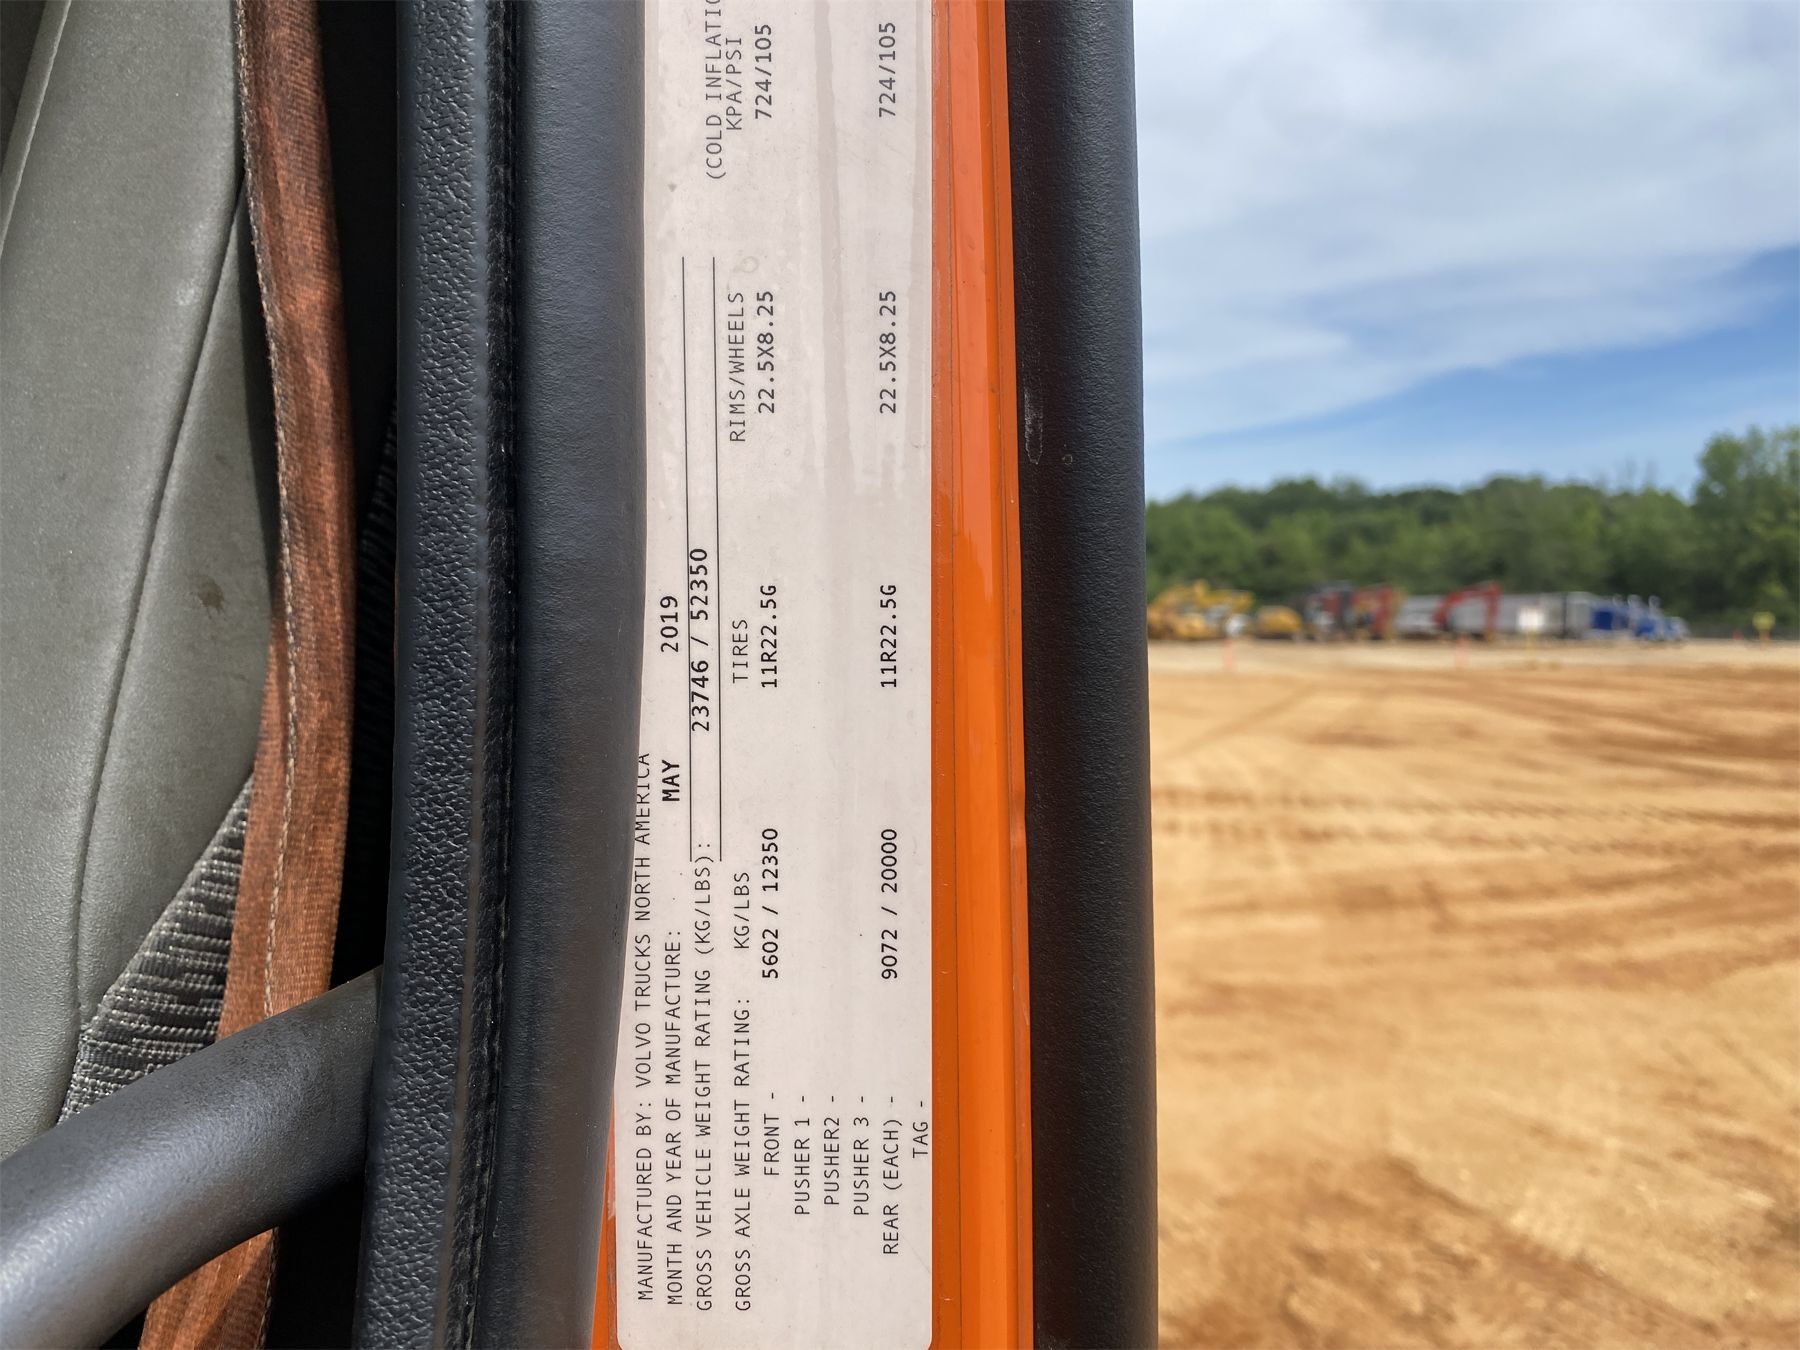 MANUFACTURED BY: VOLVO TRUCKS NORTH AMERICA
MONTH AND YEAR OF MANUFACTURE: MAY 2019
GROSS VEHICLE WEIGHT RATING (KG/LBS): 23746 / 52350
(COLD
GROSS AXLE WEIGHT RATING: KG/LBS TIRES RIMS/WHEELS KPA/PSI
FRONT - 5602 / 12350 11R22.5G 22.5X8.25 724/105
PUSHER 1 -
PUSHER2 -
PUSHER 3 -
REAR (EACH) - 9072 / 20000 11R22.5G 22.5X8.25 724/105
TAG -